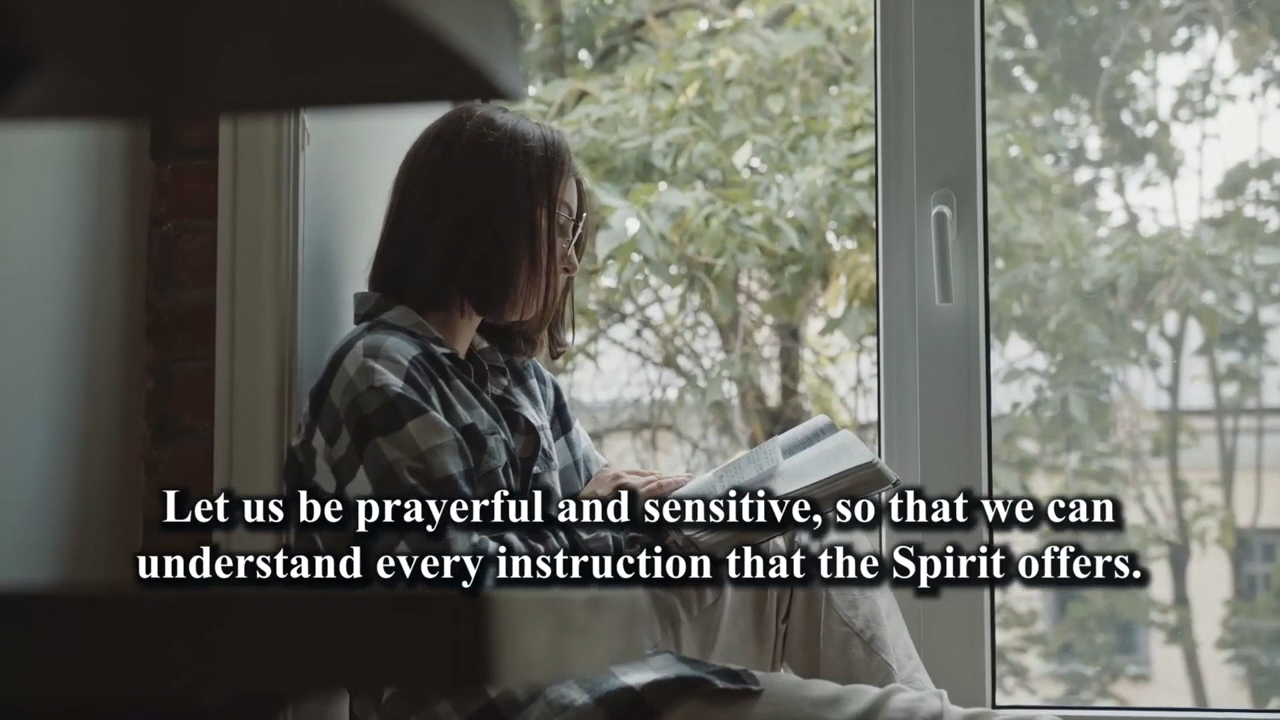 Let us be prayerful and sensitive, so that we can
understand every instruction that the Spirit offers.